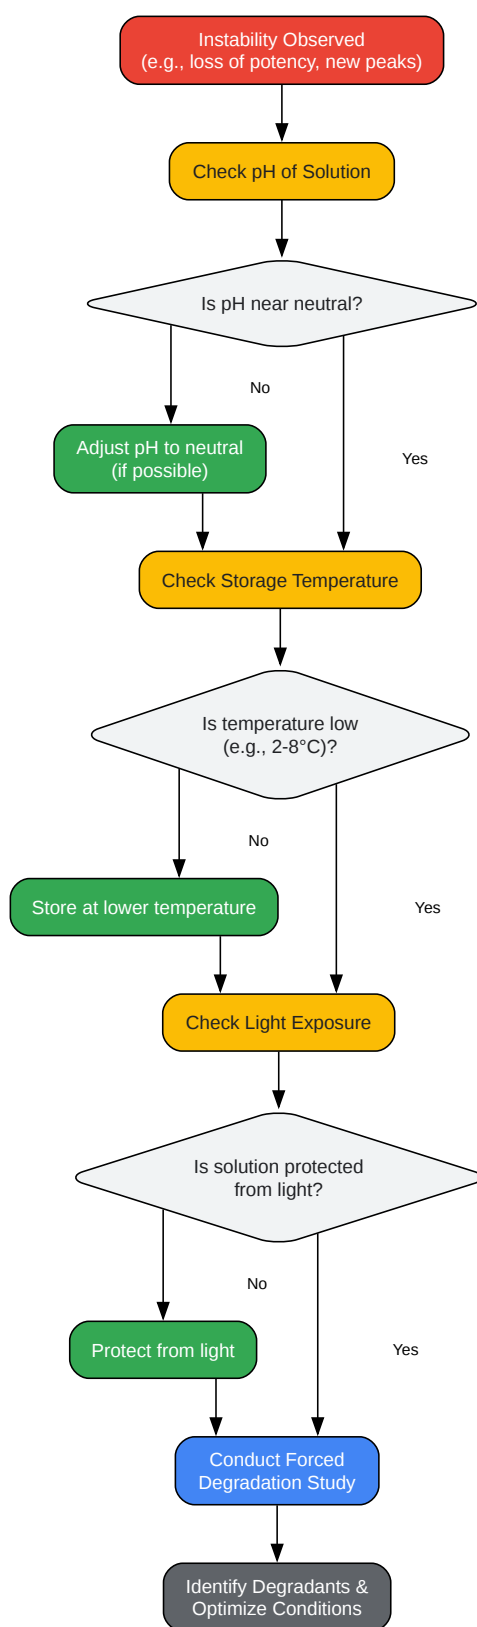 Instability Observed
(e.g., loss of potency, new peaks)
Check pH of Solution
Is pH near neutral?
No
Adjust pH to neutral
(if possible)
Yes
Check Storage Temperature
Is temperature low
(e.g., 2-8°C)?
No
Store at lower temperature
Yes
Check Light Exposure
Is solution protected
from light?
No
Protect from light
Yes
Conduct Forced
Degradation Study
Identify Degradants &
Optimize Conditions